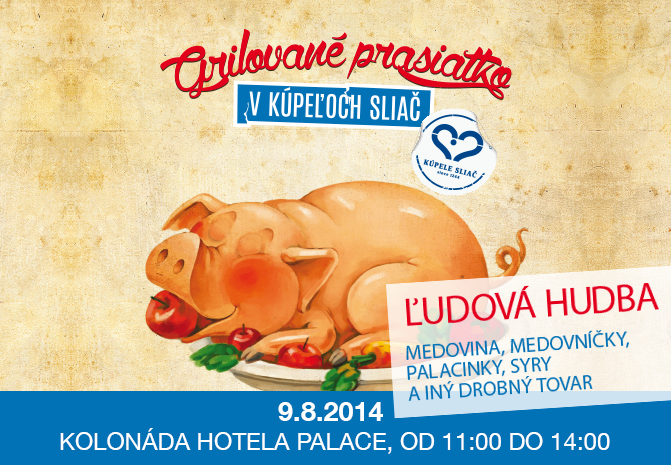 Grilované prasiatko
V KÚPEĽOCH SLIAČ
KÚPELE SLIAČ
since 1244
ĽUDOVÁ HUDBA
MEDOVINA, MEDOVNÍČKY,
PALACINKY, SYRY
A INÝ DROBNÝ TOVAR
9.8.2014
KOLONÁDA HOTELA PALACE, OD 11:00 DO 14:00